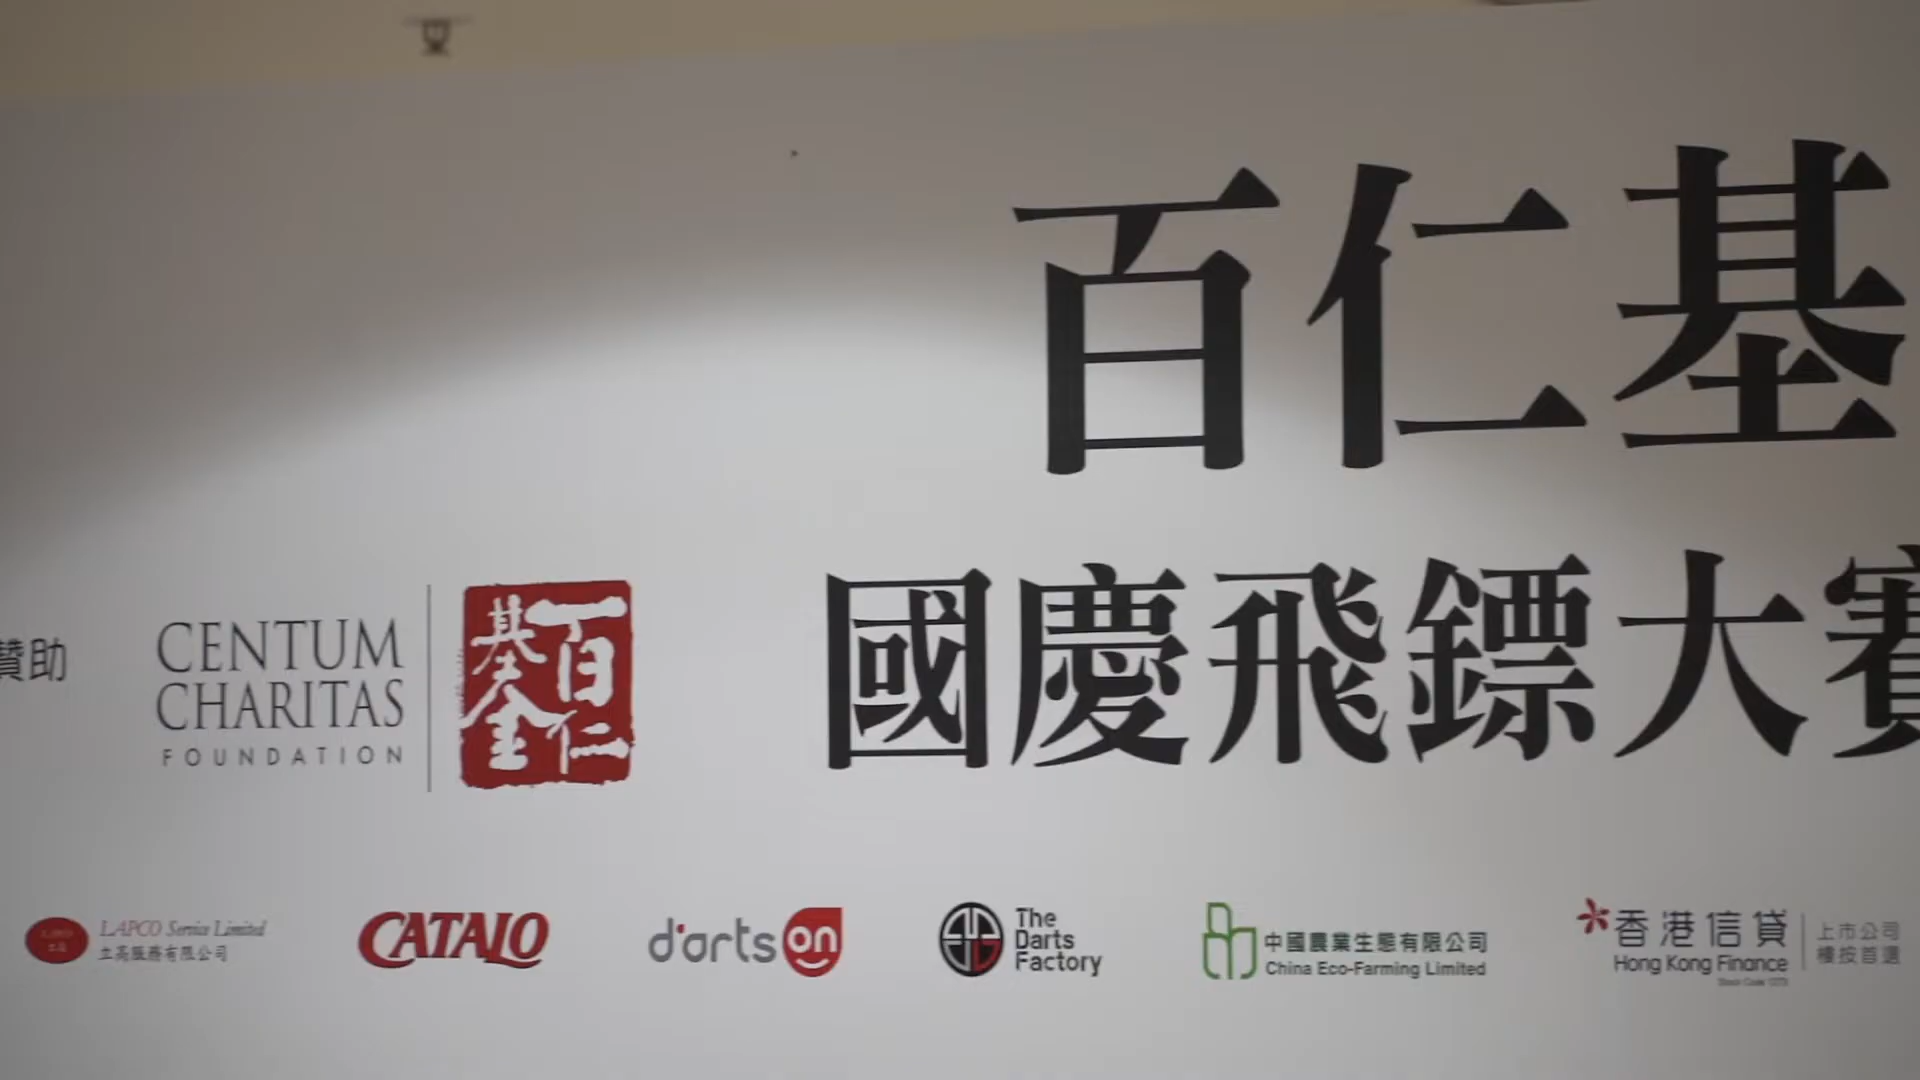 百仁基
國慶飛鏢大賽
贊助
CENTUM
CHARITAS
FOUNDATION
百仁
基金
LAPCO Service Limited
立高服務有限公司
CATALO
d'arts on
The
Darts
Factory
中國農業生態有限公司
China Eco-Farming Limited
香港信貸
Hong Kong Finance
上市公司
樓按首選